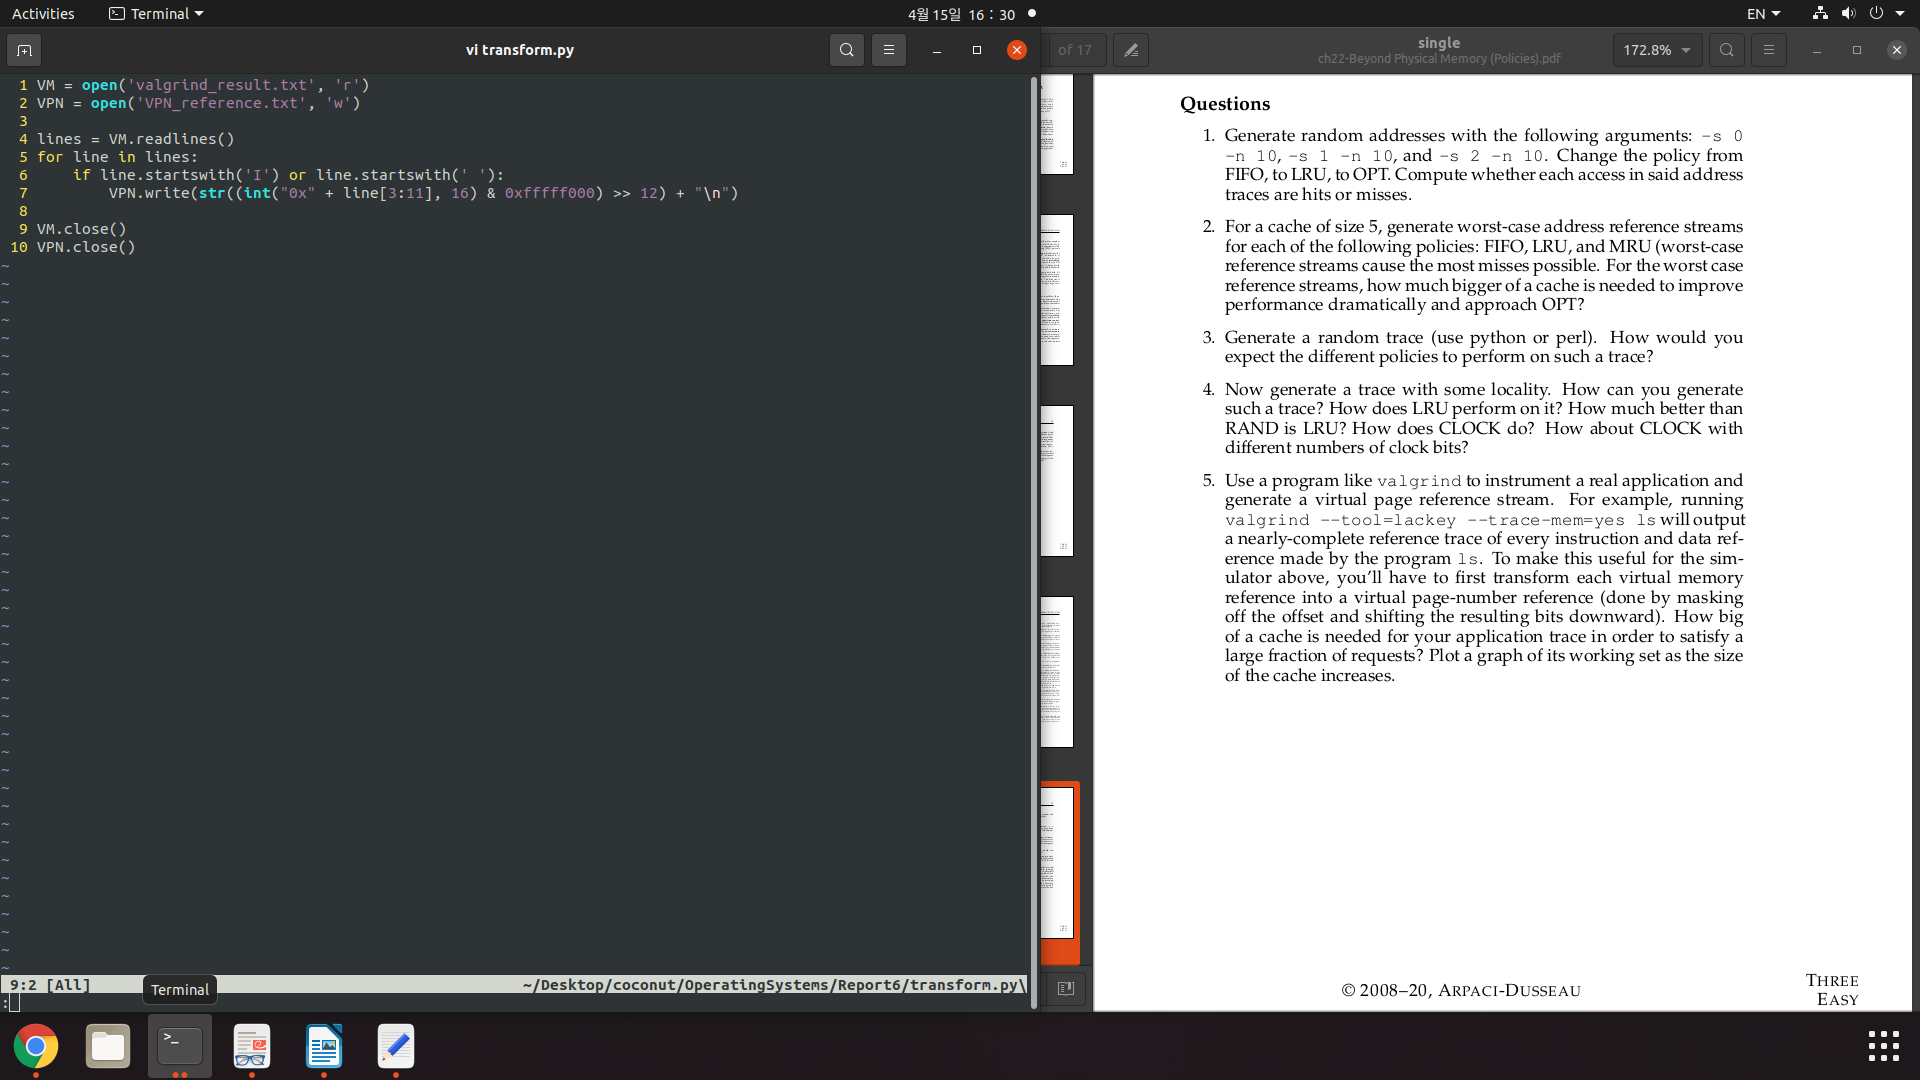 Activities
Terminal
4월 15일 16 : 30
EN
vi transform.py
of 17
single
ch22-Beyond Physical Memory (Policies).pdf
172.8%
1 VM = open('valgrind_result.txt', 'r')
2 VPN = open('VPN_reference.txt', 'w')
3
4 lines = VM.readlines()
5 for line in lines:
6     if line.startswith('I') or line.startswith(' '):
7         VPN.write(str((int("0x" + line[3:11], 16) & 0xfffff000) >> 12) + "\n")
8
9 VM.close()
10 VPN.close()
9:2 [All]
~/Desktop/coconut/OperatingSystems/Report6/transform.py\
:
Terminal
Questions
1. Generate random addresses with the following arguments: -s 0
-n 10, -s 1 -n 10, and -s 2 -n 10. Change the policy from
FIFO, to LRU, to OPT. Compute whether each access in said address
traces are hits or misses.
2. For a cache of size 5, generate worst-case address reference streams
for each of the following policies: FIFO, LRU, and MRU (worst-case
reference streams cause the most misses possible. For the worst case
reference streams, how much bigger of a cache is needed to improve
performance dramatically and approach OPT?
3. Generate a random trace (use python or perl). How would you
expect the different policies to perform on such a trace?
4. Now generate a trace with some locality. How can you generate
such a trace? How does LRU perform on it? How much better than
RAND is LRU? How does CLOCK do? How about CLOCK with
different numbers of clock bits?
5. Use a program like valgrind to instrument a real application and
generate a virtual page reference stream. For example, running
valgrind --tool=lackey --trace-mem=yes ls will output
a nearly-complete reference trace of every instruction and data ref-
erence made by the program ls. To make this useful for the sim-
ulator above, you'll have to first transform each virtual memory
reference into a virtual page-number reference (done by masking
off the offset and shifting the resulting bits downward). How big
of a cache is needed for your application trace in order to satisfy a
large fraction of requests? Plot a graph of its working set as the size
of the cache increases.
© 2008–20, ARPACI-DUSSEAU
THREE
EASY